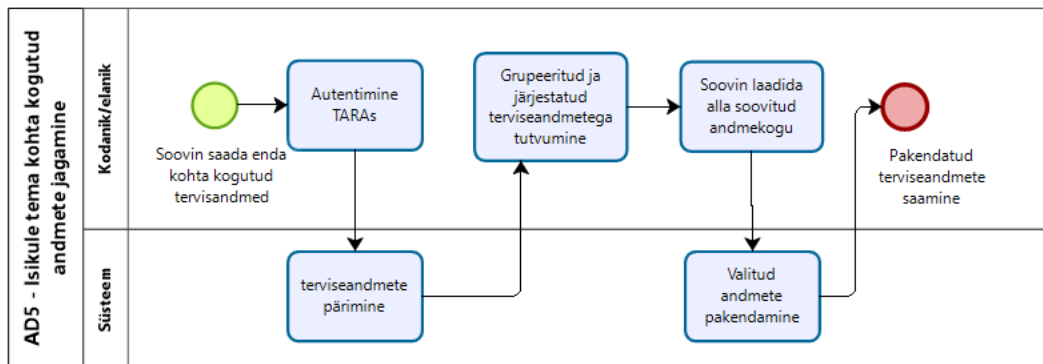 AD5 - Isikule tema kohta kogutud
andmete jagamine
Kodanik/elanik
Soovin saada enda
kohta kogutud
tervisandmed
Autentimine
TARAs
Grupeeritud ja
järjestatud
terviseandmetega
tutvumine
Soovin laadida
alla soovitud
andmekogu
Pakendatud
terviseandmete
saamine
Süsteem
terviseandmete
pärimine
Valitud
andmete
pakendamine